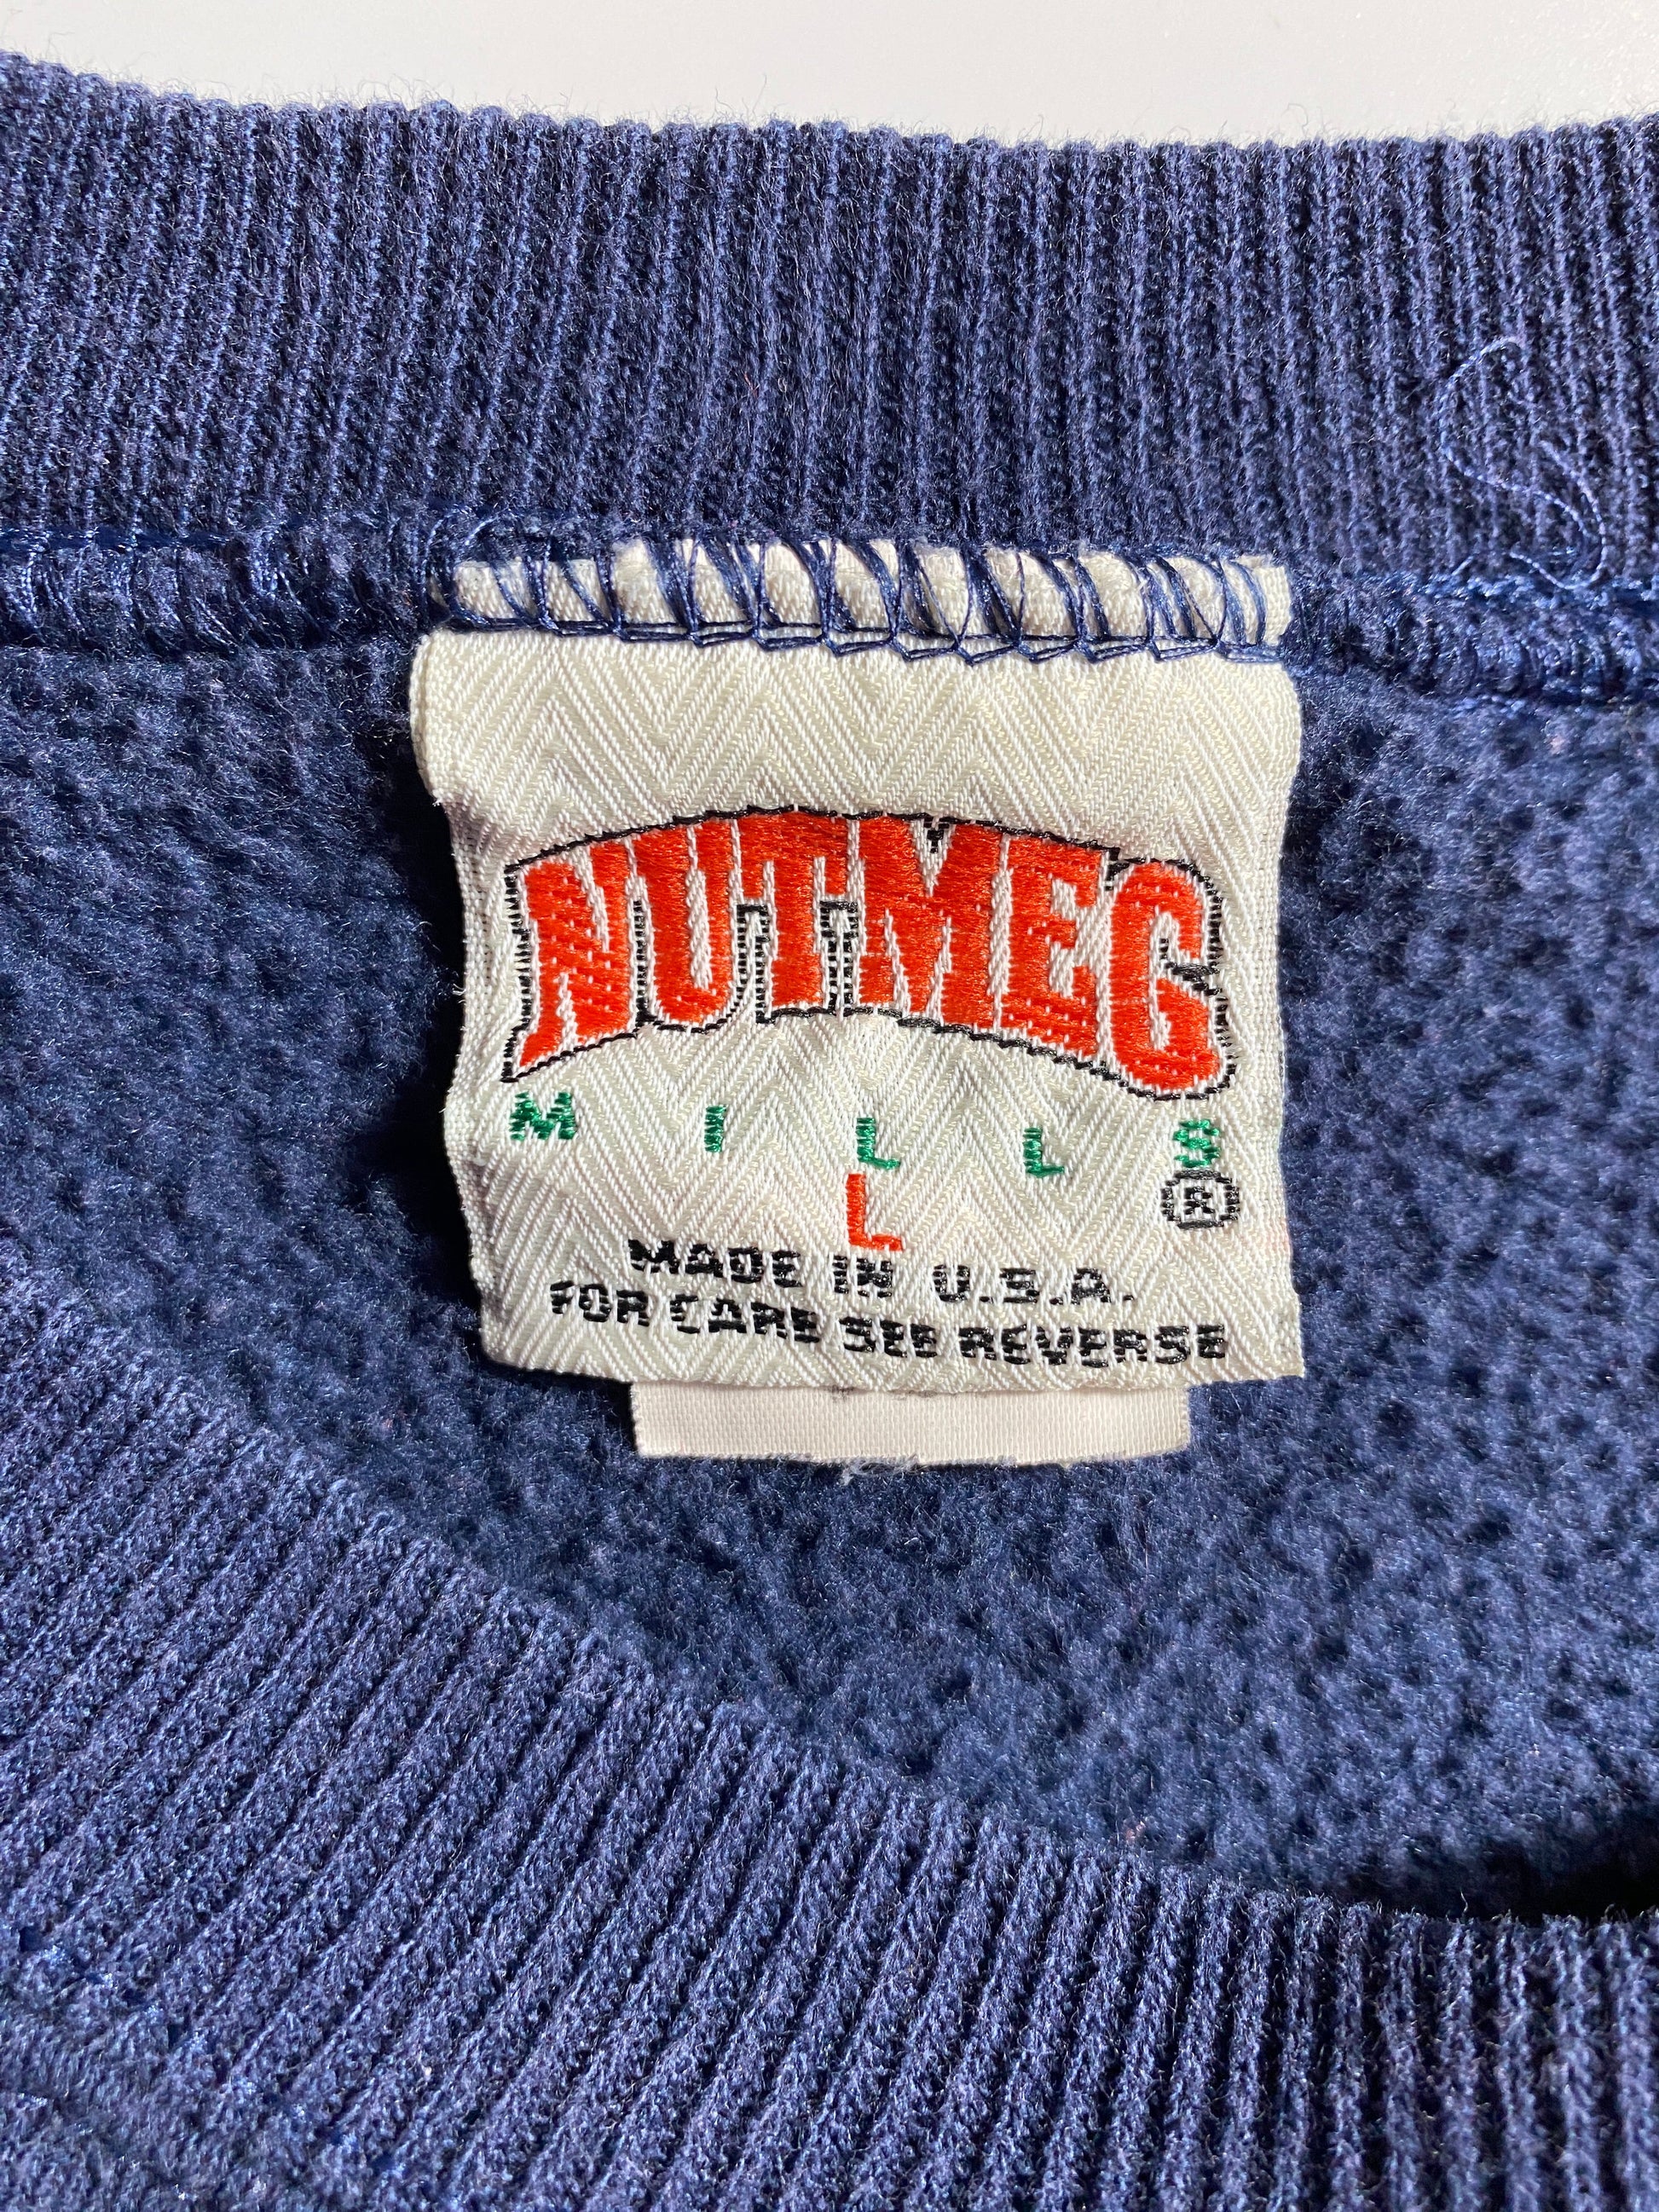 NUTMEG
MILLS
®
L
MADE IN U.S.A.
FOR CARE SEE REVERSE